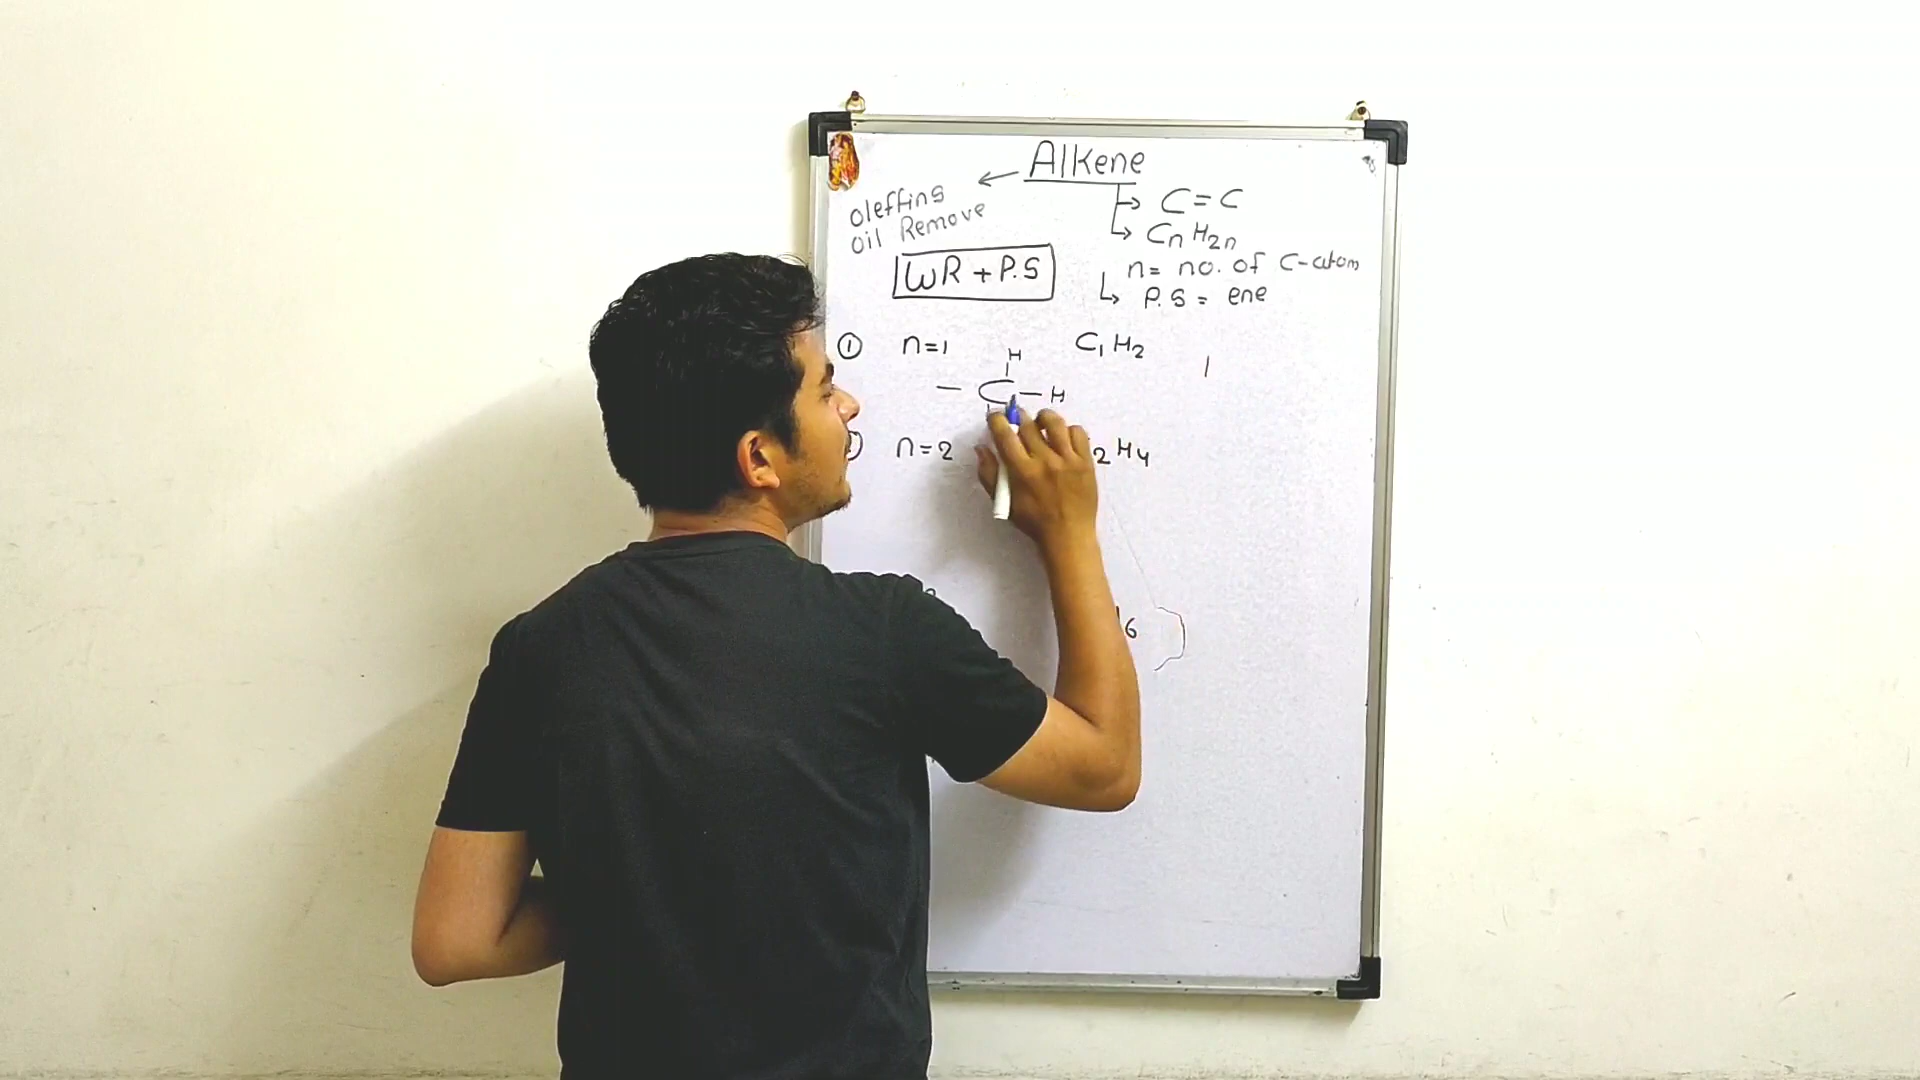 Alkene
oleffins
oil Remove
C = C
CnH2n
n = no. of C-atom
P.S = ene
WR + P.S
① n=1 C1H2
H
– C – H
n=2 2H4
6